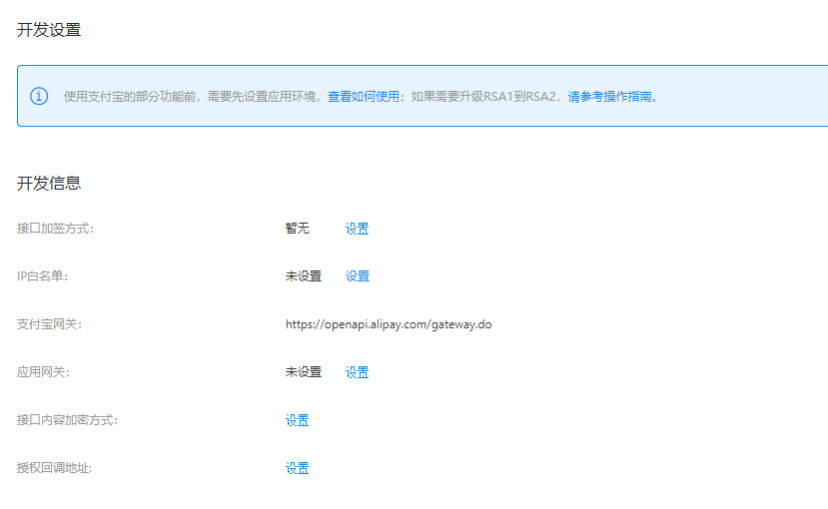 开发设置
使用支付宝的部分功能前，需要先设置应用环境，查看如何使用；如果需要升级RSA1到RSA2，请参考操作指南。
开发信息
接口加签方式： 暂无 设置
IP白名单： 未设置 设置
支付宝网关： https://openapi.alipay.com/gateway.do
应用网关： 未设置 设置
接口内容加密方式： 设置
授权回调地址: 设置